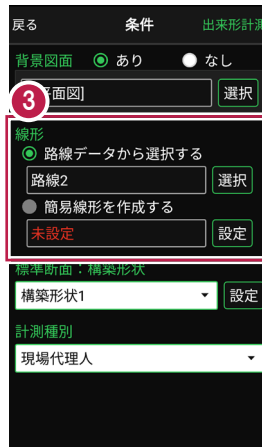 戻る 条件 出来形計測
背景図面 あり なし
3 面図] 選択
線形
路線データから選択する
路線2 選択
簡易線形を作成する
未設定 設定
標準断面：構築形状
構築形状1 設定
計測種別
現場代理人